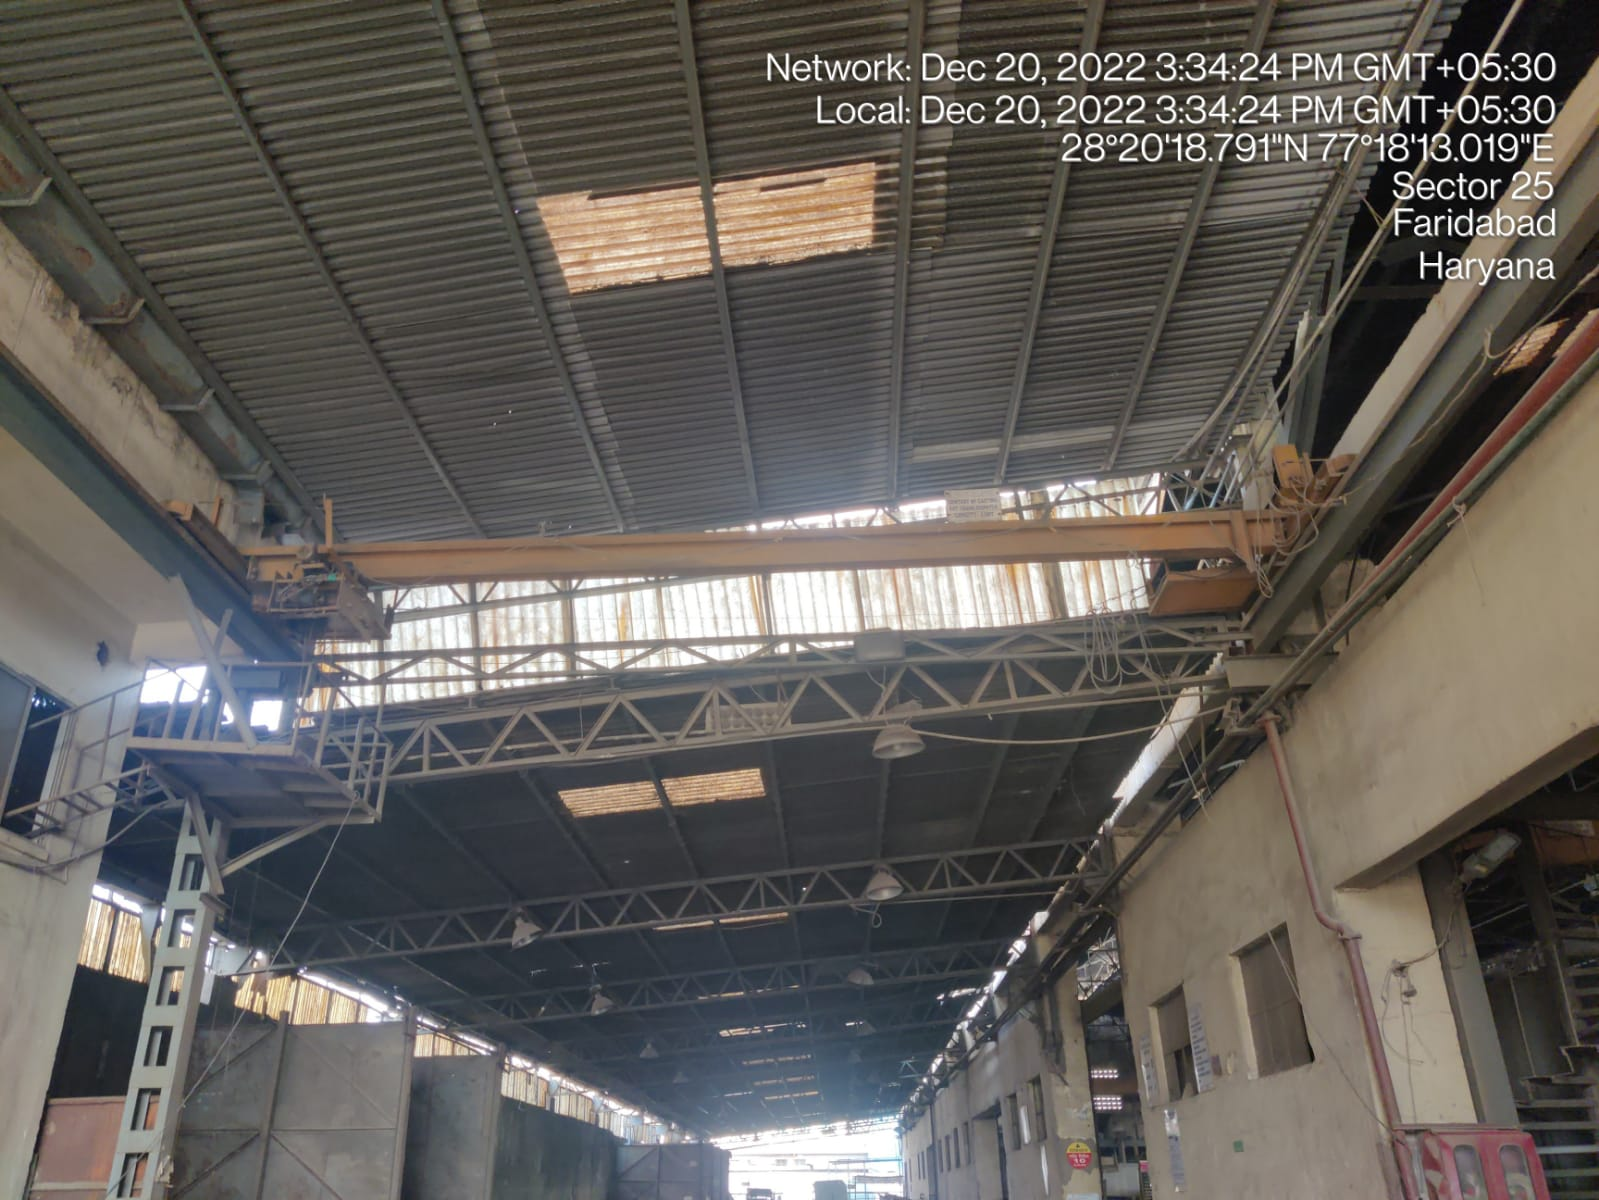 Network: Dec 20, 2022 3:34:24 PM GMT+05:30
Local: Dec 20, 2022 3:34:24 PM GMT+05:30
28°20'18.791"N 77°18'13.019"E
Sector 25
Faridabad
Haryana
10